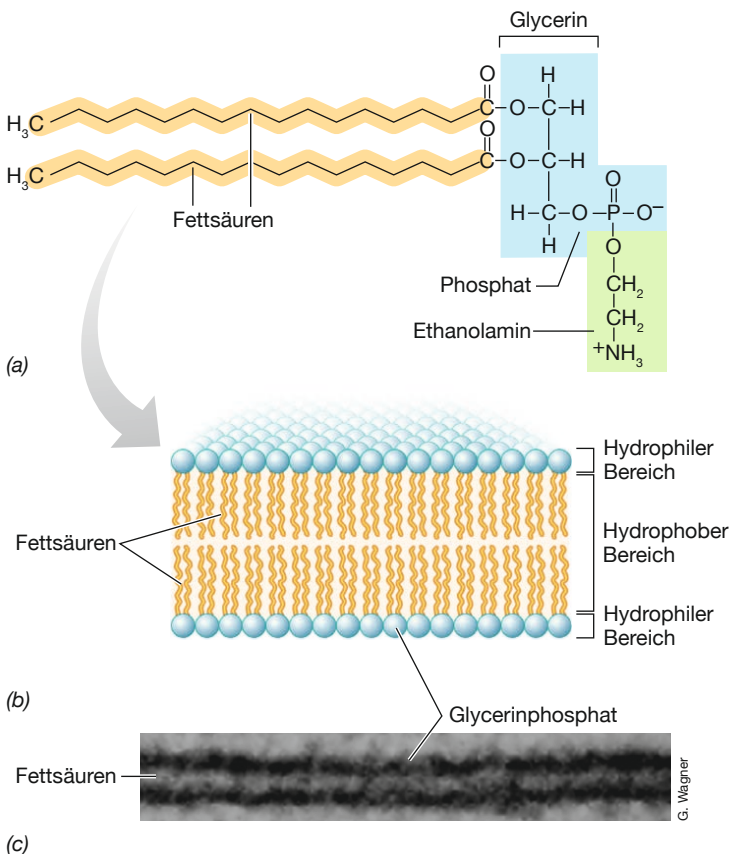 Glycerin
O
H
H₃C
C–O–C–H
O
H₃C
C–O–C–H
O
Fettsäuren
H–C–O–P–O–
H
O
Phosphat
CH₂
CH₂
Ethanolamin
+NH₃
(a)
Hydrophiler
Bereich
Fettsäuren
Hydrophober
Bereich
Hydrophiler
Bereich
(b)
Glycerinphosphat
Fettsäuren
G. Wagner
(c)